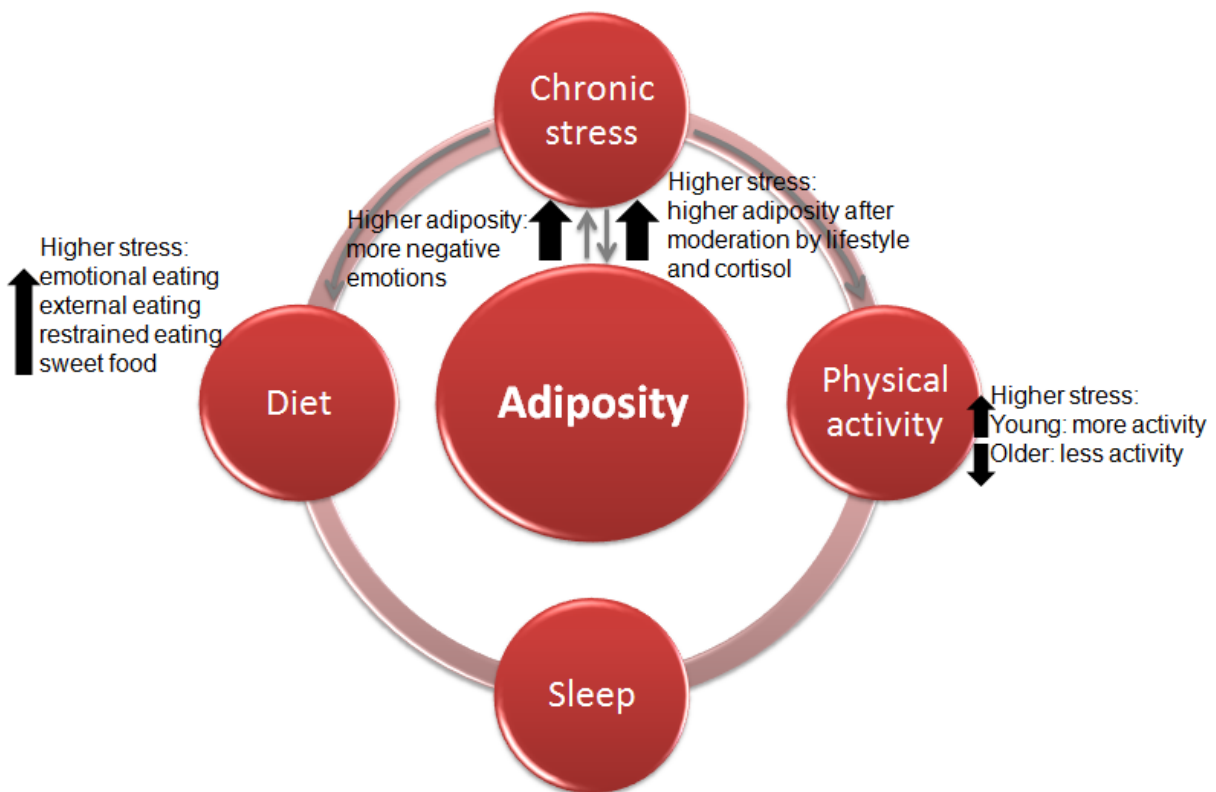 Chronic
stress
Higher stress:
higher adiposity after
moderation by lifestyle
and cortisol
Higher adiposity:
more negative
emotions
Higher stress:
emotional eating
external eating
restrained eating
sweet food
Diet
Adiposity
Physical
activity
Higher stress:
Young: more activity
Older: less activity
Sleep